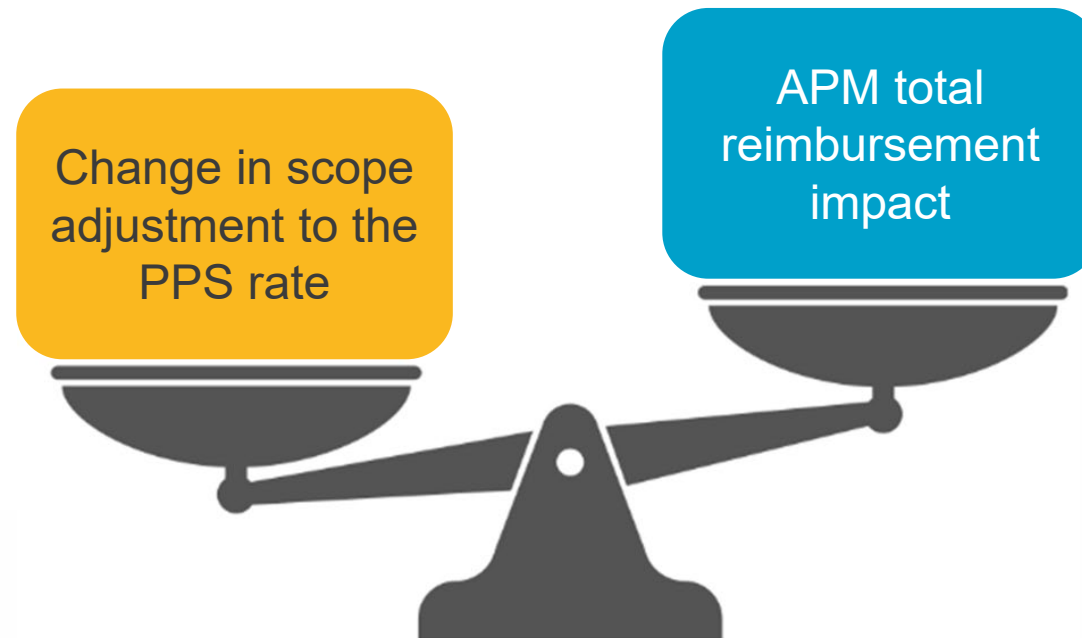 Change in scope
adjustment to the
PPS rate
APM total
reimbursement
impact